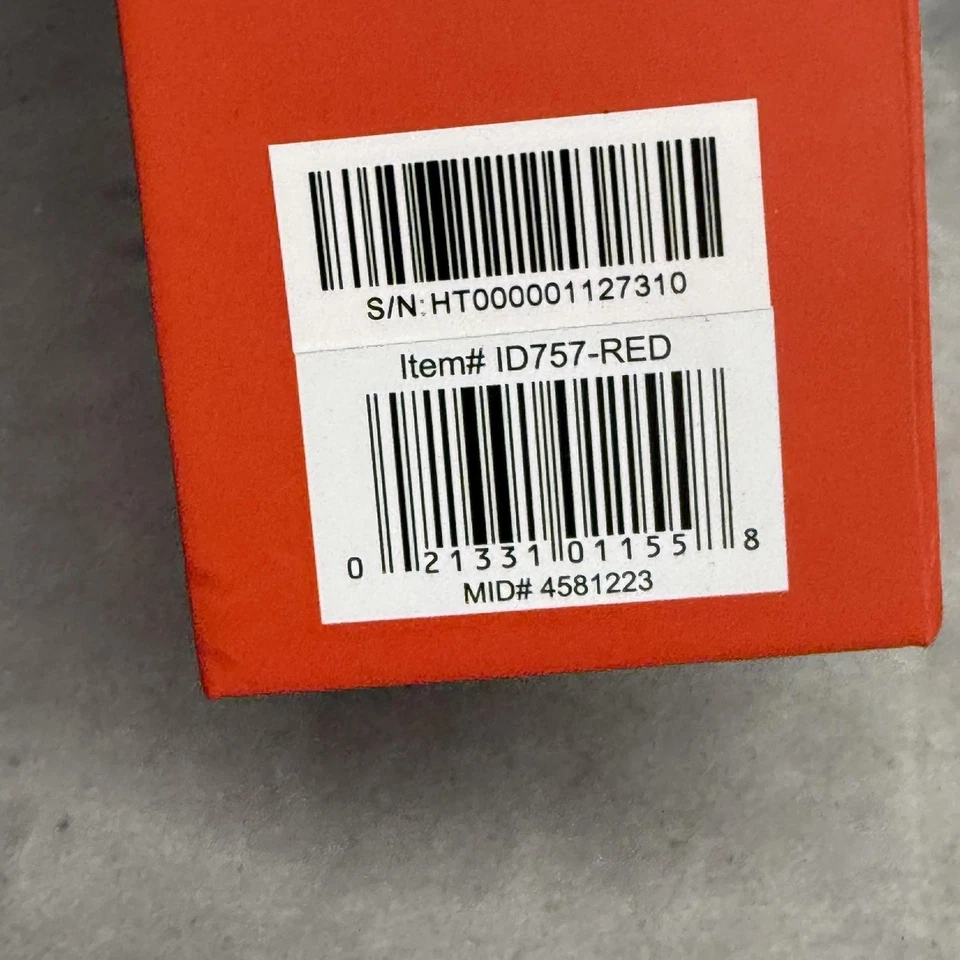 S/N:HT000001127310
Item# ID757-RED
0 21331 01155 8
MID# 4581223